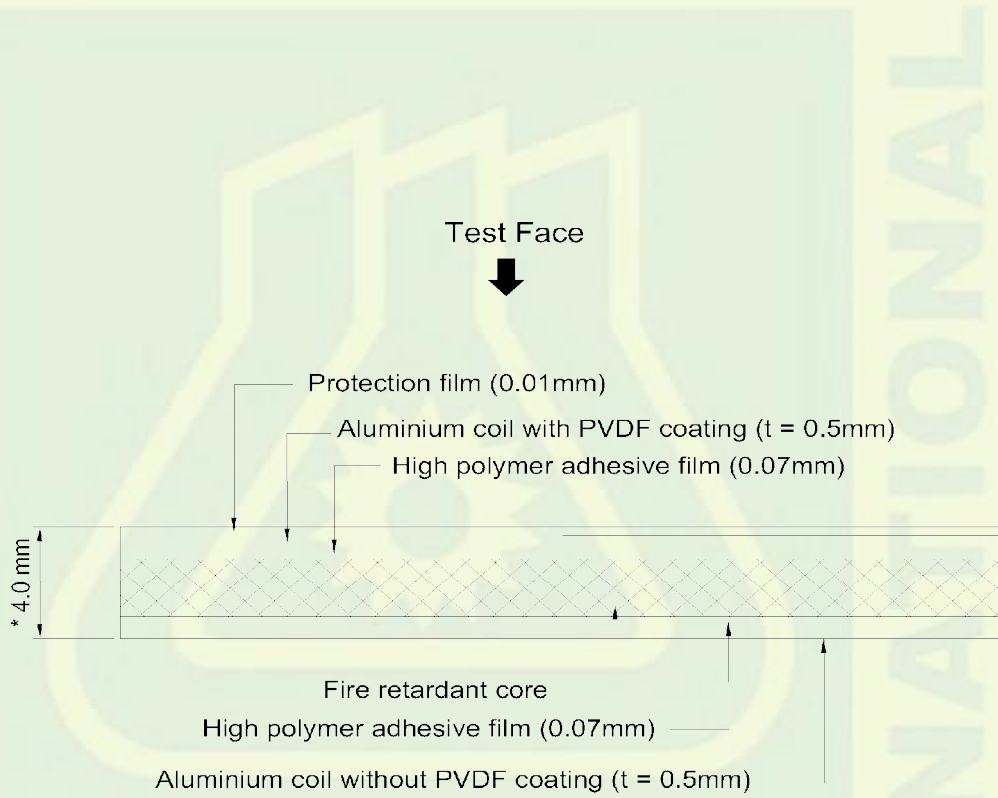 Test Face
Protection film (0.01mm)
Aluminium coil with PVDF coating (t = 0.5mm)
High polymer adhesive film (0.07mm)
* 4.0 mm
Fire retardant core
High polymer adhesive film (0.07mm)
Aluminium coil without PVDF coating (t = 0.5mm)
NATIONAL